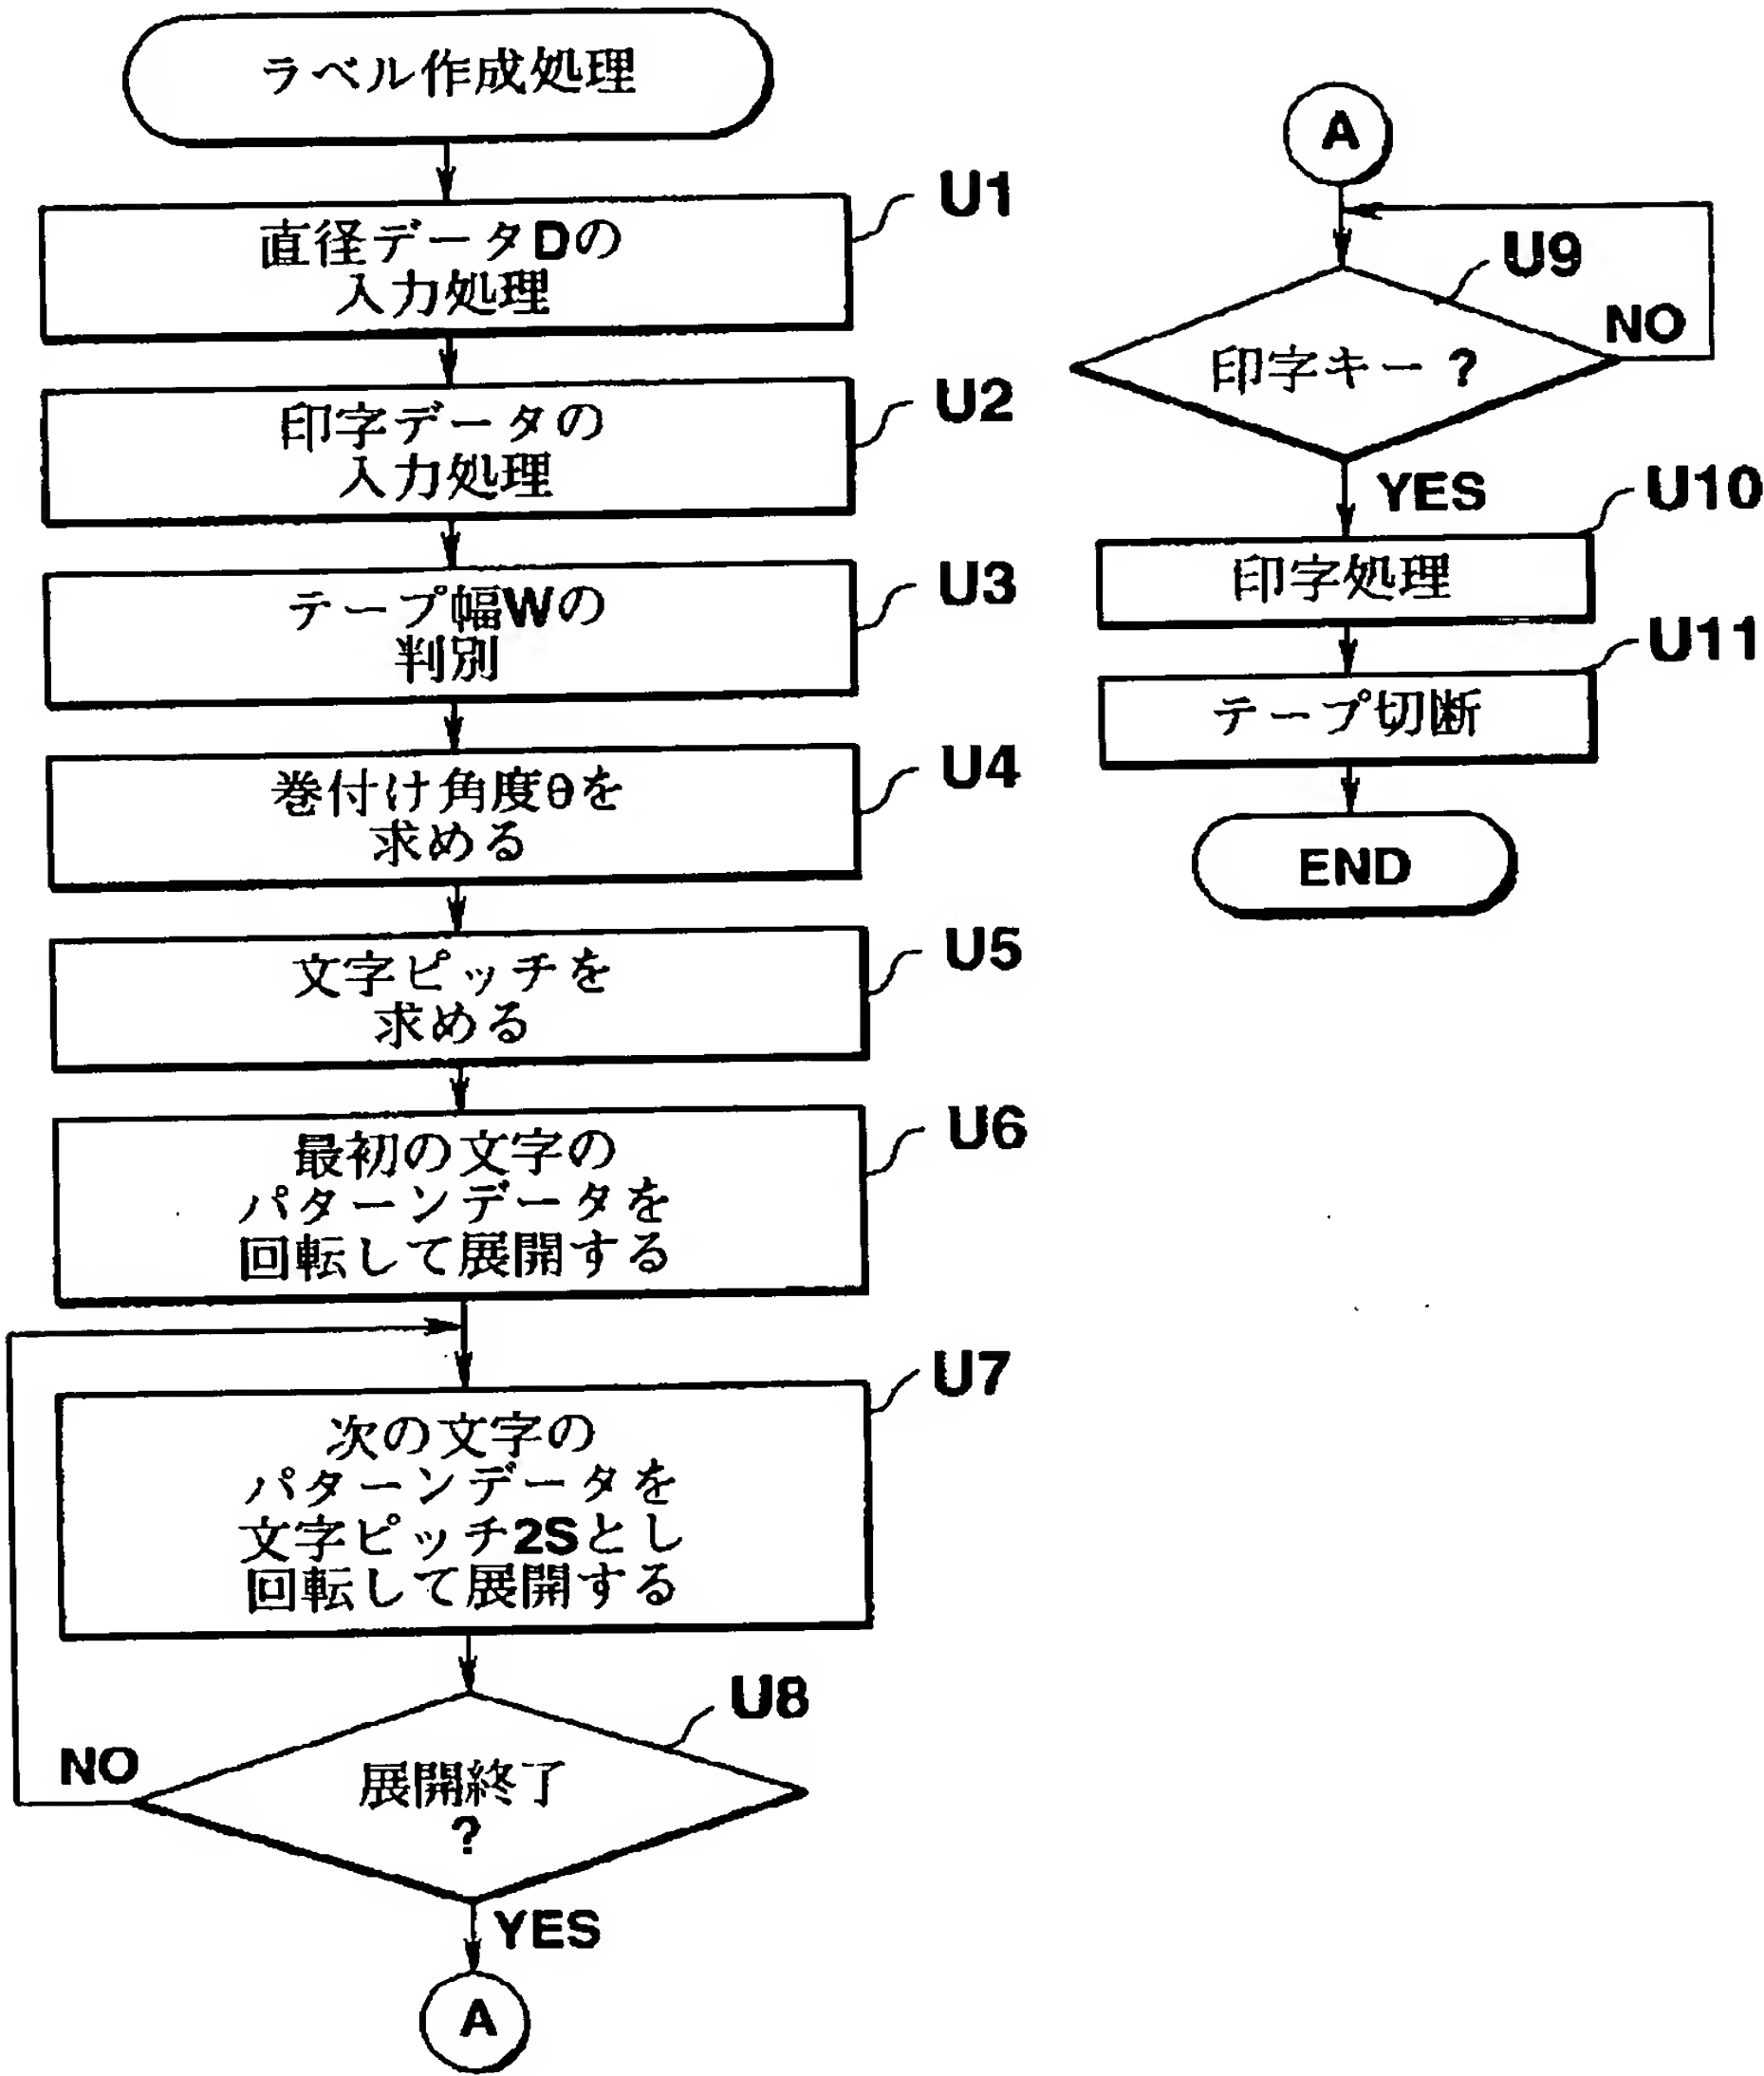 ラベル作成処理
U1
直径データDの
入力処理
U2
印字データの
入力処理
U3
テープ幅Wの
判別
U4
巻付け角度θを
求める
U5
文字ピッチを
求める
U6
最初の文字の
パターンデータを
回転して展開する
U7
次の文字の
パターンデータを
文字ピッチ2Sとし
回転して展開する
U8
NO
展開終了
?
YES
A
A
U9
NO
印字キー?
YES
U10
印字処理
U11
テープ切断
END